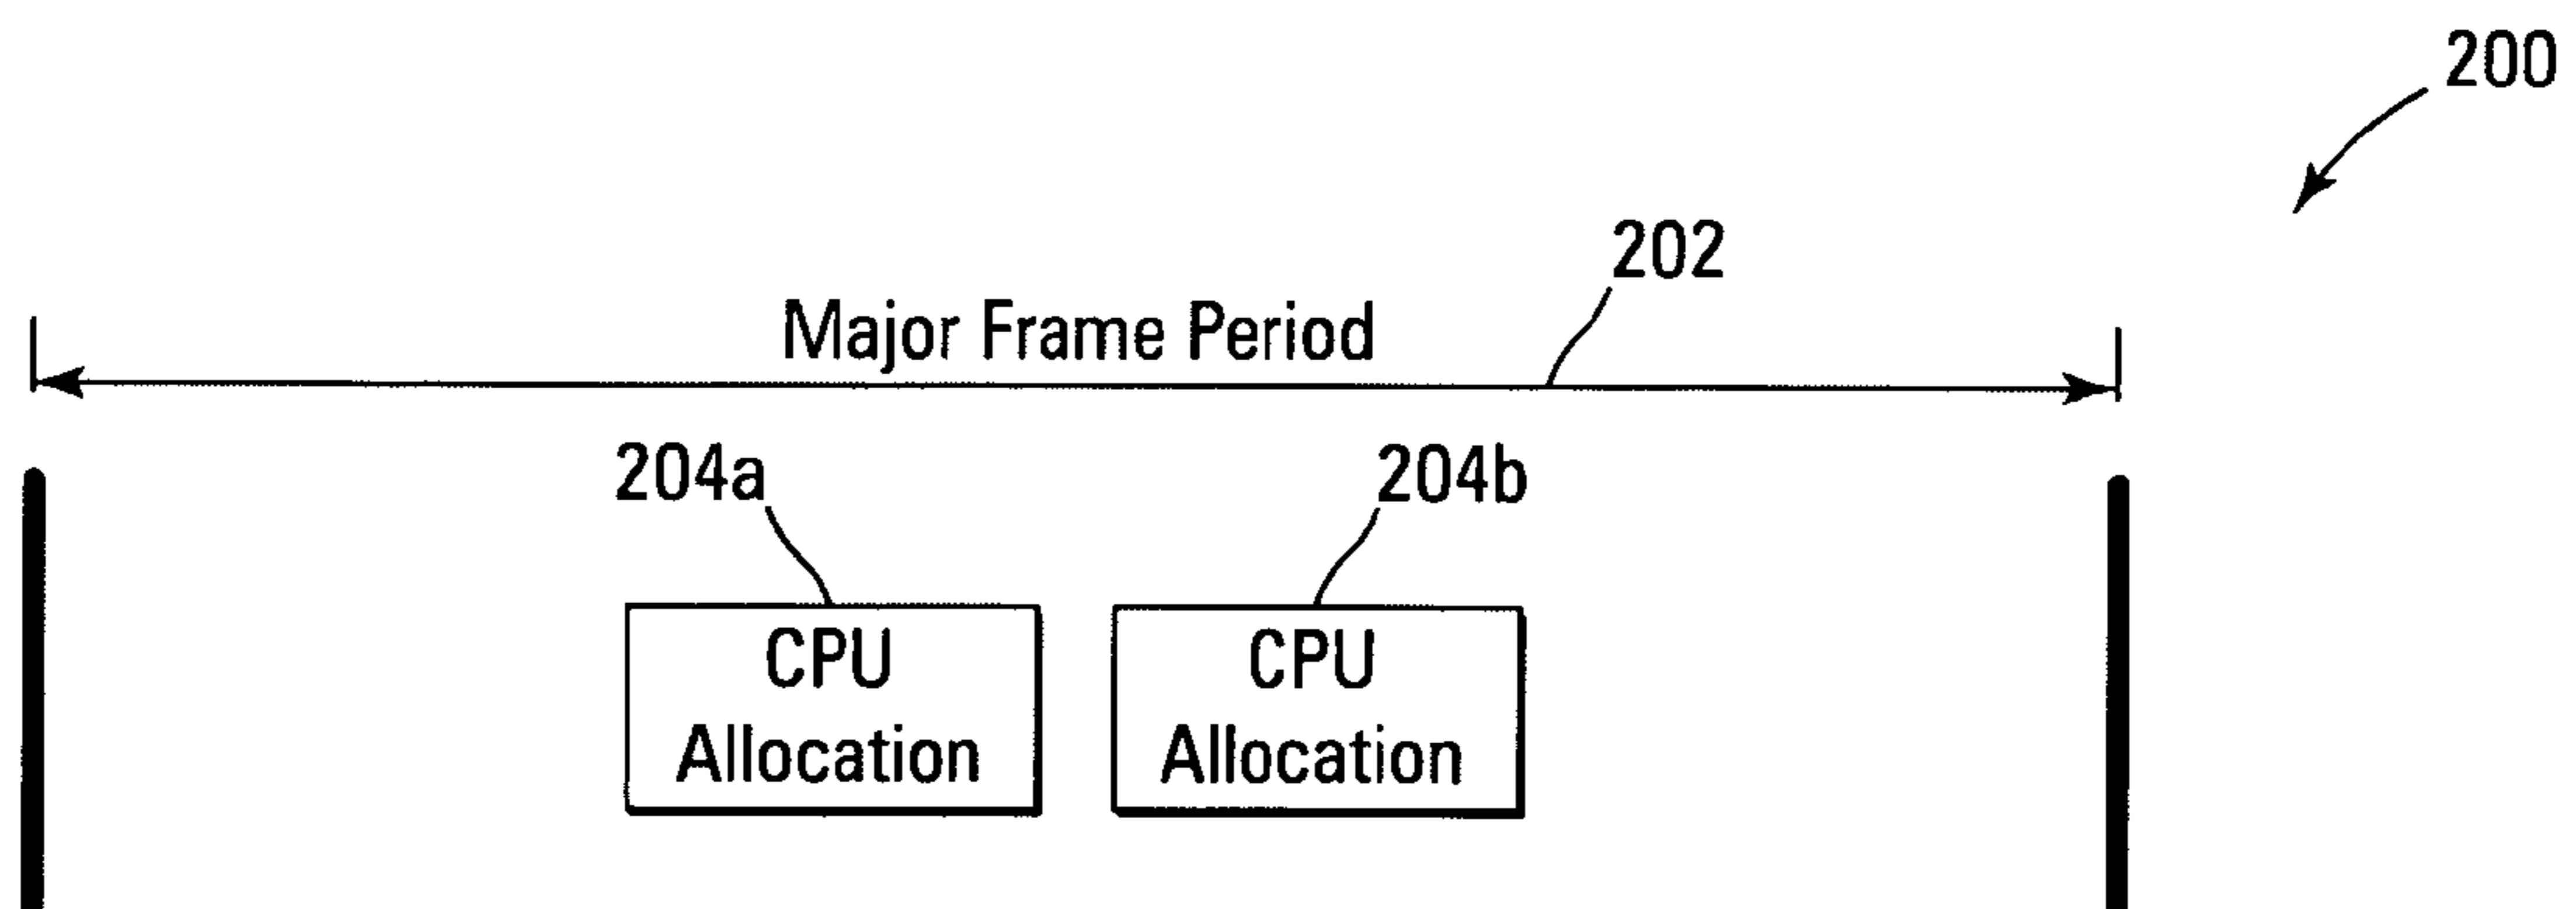 200
202
Major Frame Period
204a
204b
CPU
Allocation
CPU
Allocation